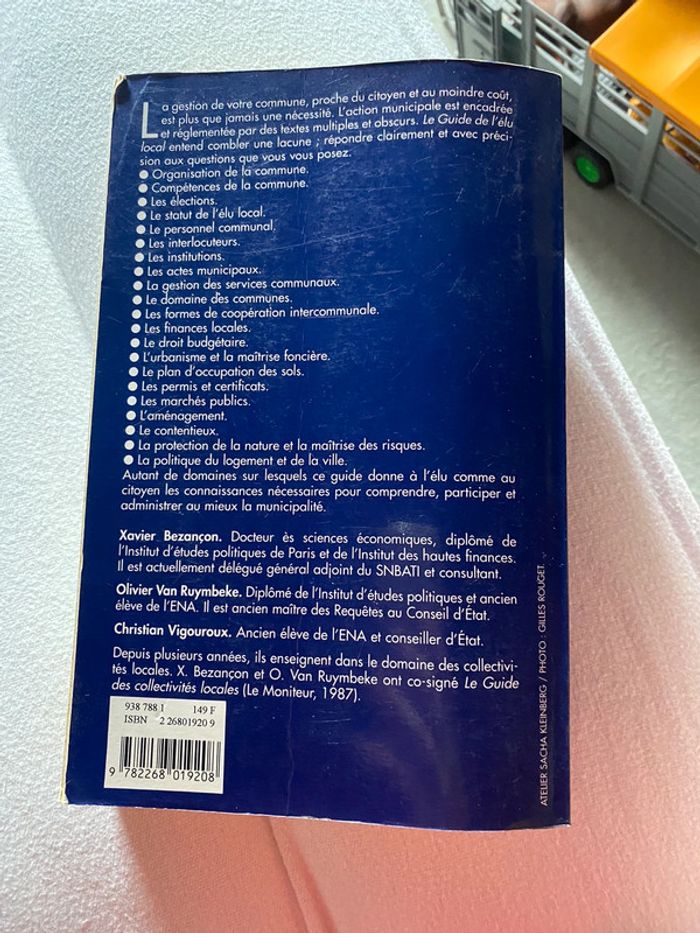 La gestion de votre commune, proche du citoyen et au moindre coût,
est plus que jamais une nécessité. L'action municipale est encadrée
et réglementée par des textes multiples et obscurs. Le Guide de l'élu
local entend combler une lacune ; répondre clairement et avec préci-
sion aux questions que vous vous posez.
● Organisation de la commune.
● Compétences de la commune.
● Les élections.
● Le statut de l'élu local.
● Le personnel communal.
● Les interlocuteurs.
● Les institutions.
● Les actes municipaux.
● La gestion des services communaux.
● Le domaine des communes.
● Les formes de coopération intercommunale.
● Les finances locales.
● Le droit budgétaire.
● L'urbanisme et la maîtrise foncière.
● Le plan d'occupation des sols.
● Les permis et certificats.
● Les marchés publics.
● L'aménagement.
● Le contentieux.
● La protection de la nature et la maîtrise des risques.
● La politique du logement et de la ville.
Autant de domaines sur lesquels ce guide donne à l'élu comme au
citoyen les connaissances nécessaires pour comprendre, participer et
administrer au mieux la municipalité.
Xavier Bezançon. Docteur ès sciences économiques, diplômé de
l'Institut d'études politiques de Paris et de l'Institut des hautes finances.
Il est actuellement délégué général adjoint du SNBATI et consultant.
Olivier Van Ruymbeke. Diplômé de l'Institut d'études politiques et ancien
élève de l'ENA. Il est ancien maître des Requêtes au Conseil d'État.
Christian Vigouroux. Ancien élève de l'ENA et conseiller d'État.
Depuis plusieurs années, ils enseignent dans le domaine des collectivi-
tés locales. X. Bezançon et O. Van Ruymbeke ont co-signé Le Guide
des collectivités locales (Le Moniteur, 1987).
938 788 1 149 F
ISBN 2 26801920 9
9 782268 019208
ATELIER SACHA KLEINBERG / PHOTO : GILLES ROUGET.